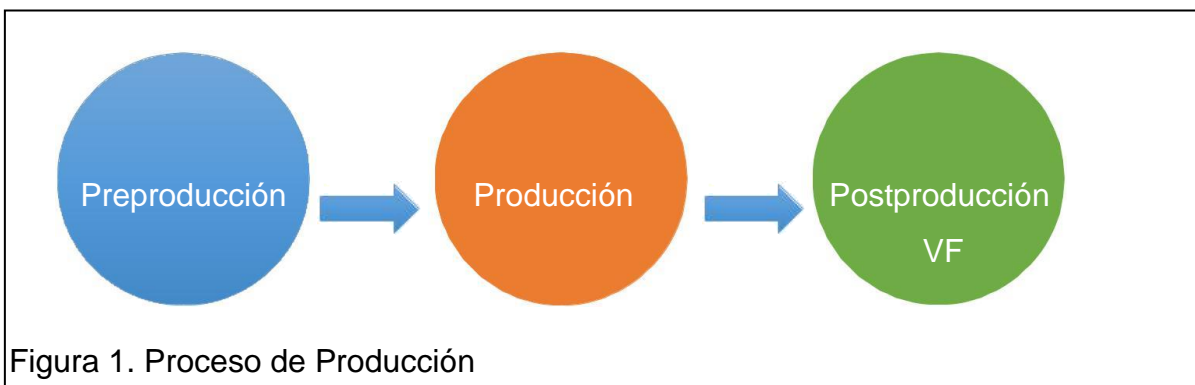 Preproducción
Producción
Postproducción
VF
Figura 1. Proceso de Producción